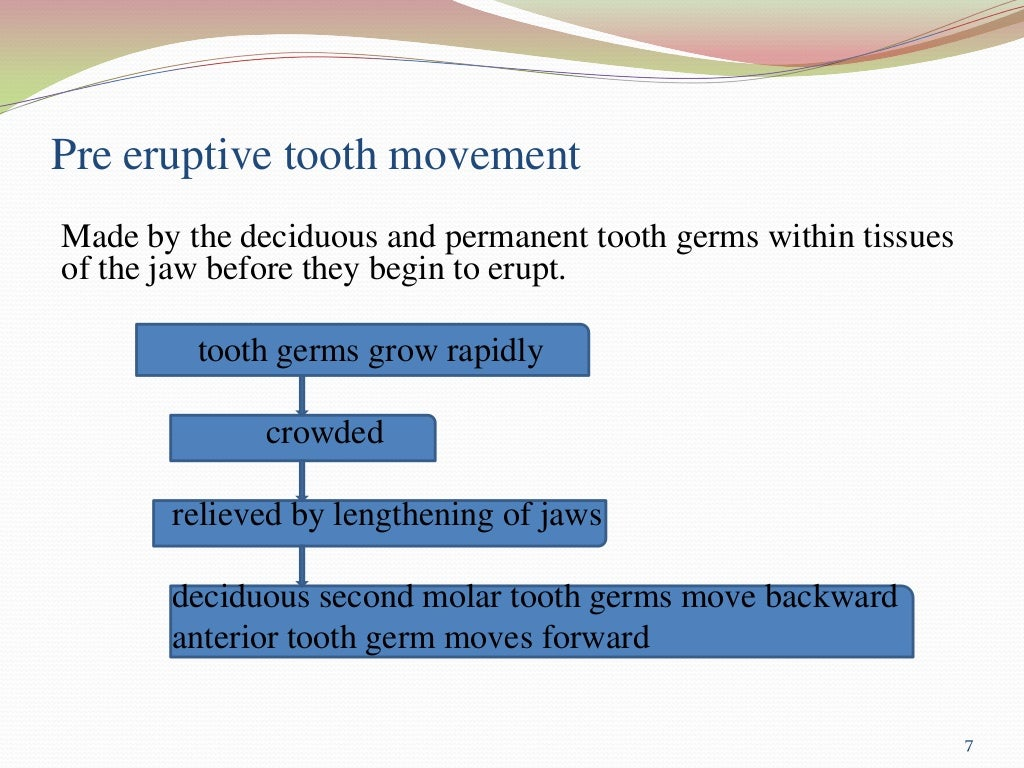 Pre eruptive tooth movement
Made by the deciduous and permanent tooth germs within tissues
of the jaw before they begin to erupt.
tooth germs grow rapidly
crowded
relieved by lengthening of jaws
deciduous second molar tooth germs move backward
anterior tooth germ moves forward
7